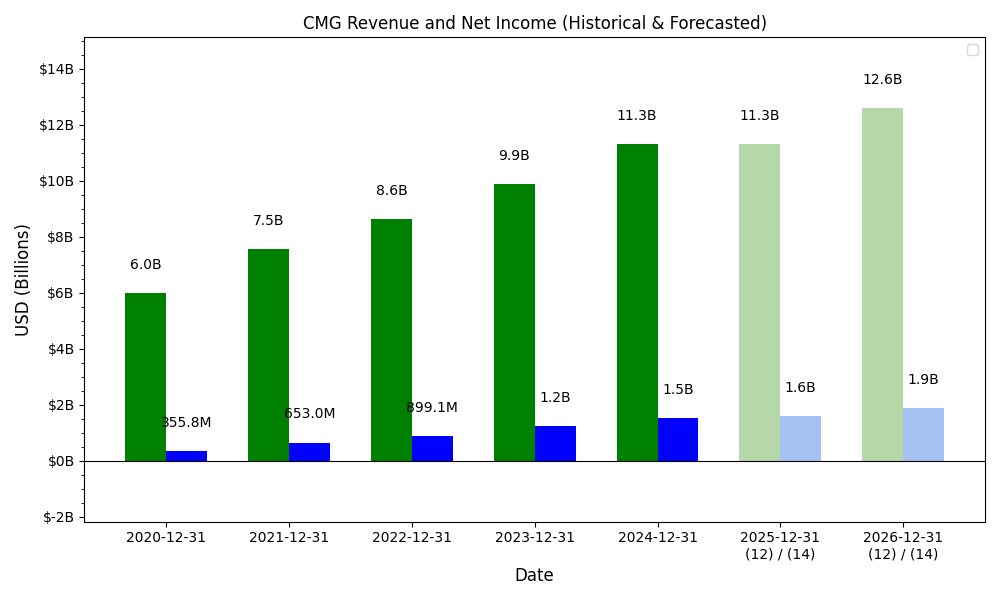 CMG Revenue and Net Income (Historical & Forecasted)
$14B
$12B
$10B
$8B
$6B
$4B
$2B
$0B
$-2B
USD (Billions)
6.0B
7.5B
8.6B
9.9B
11.3B
11.3B
12.6B
355.8M
653.0M
899.1M
1.2B
1.5B
1.6B
1.9B
2020-12-31
2021-12-31
2022-12-31
2023-12-31
2024-12-31
2025-12-31
(12) / (14)
2026-12-31
(12) / (14)
Date